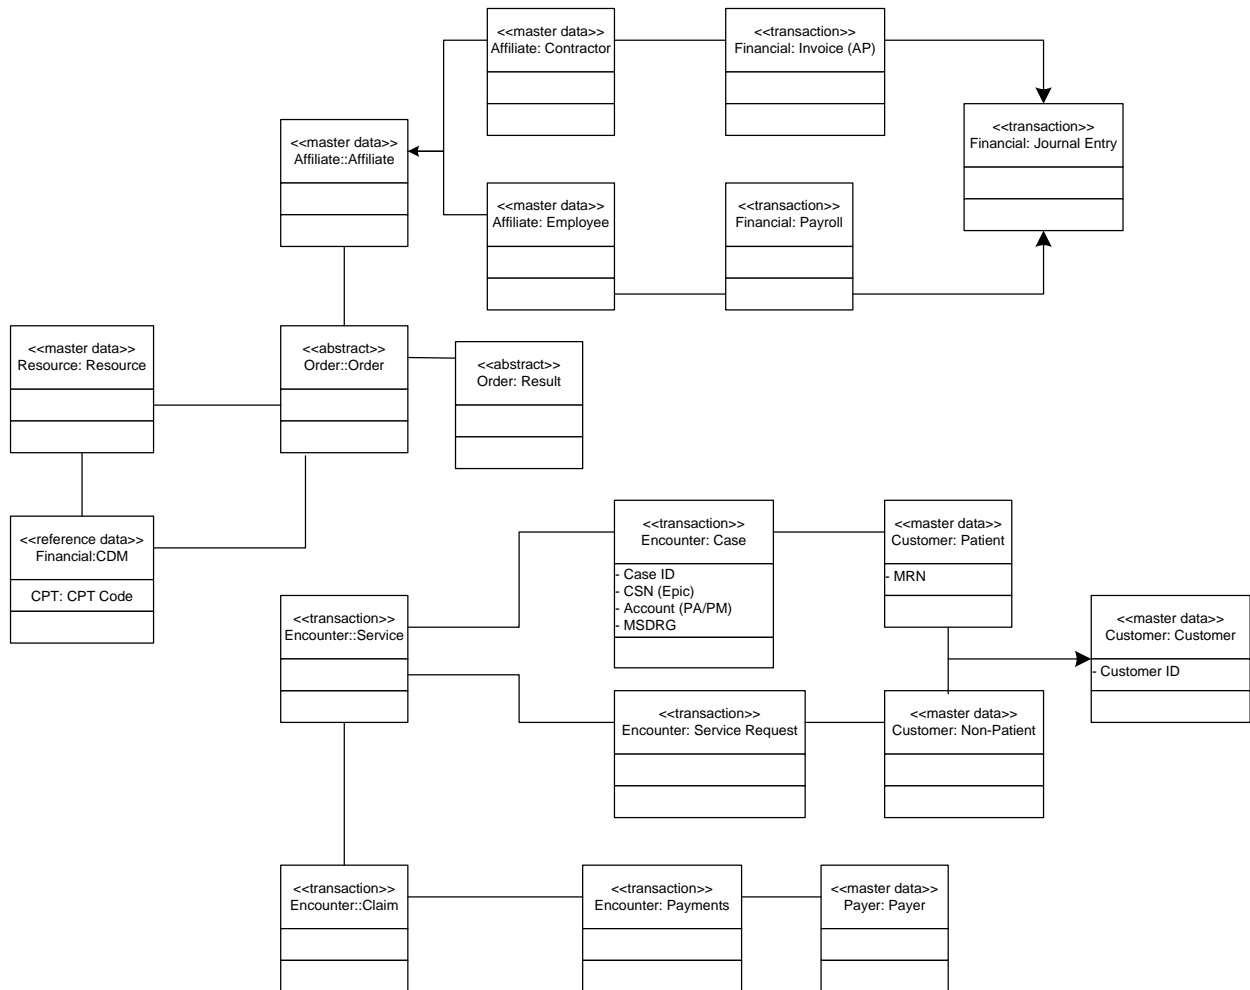 <<master data>>
Affiliate: Contractor
<<transaction>>
Financial: Invoice (AP)
<<transaction>>
Financial: Journal Entry
<<master data>>
Affiliate::Affiliate
<<master data>>
Affiliate: Employee
<<transaction>>
Financial: Payroll
<<master data>>
Resource: Resource
<<abstract>>
Order::Order
<<abstract>>
Order: Result
<<reference data>>
Financial:CDM
CPT: CPT Code
<<transaction>>
Encounter: Case
- Case ID
- CSN (Epic)
- Account (PA/PM)
- MSDRG
<<master data>>
Customer: Patient
- MRN
<<transaction>>
Encounter::Service
<<master data>>
Customer: Customer
- Customer ID
<<transaction>>
Encounter: Service Request
<<master data>>
Customer: Non-Patient
<<transaction>>
Encounter::Claim
<<transaction>>
Encounter: Payments
<<master data>>
Payer: Payer